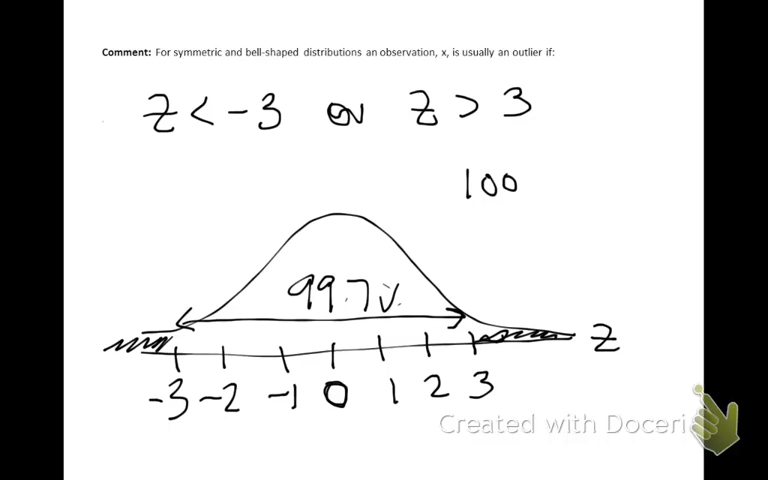 Comment: For symmetric and bell-shaped distributions an observation, x, is usually an outlier if:
z < -3 or z > 3
100
99.7%
z
-3 -2 -1 0 1 2 3
Created with Doceri